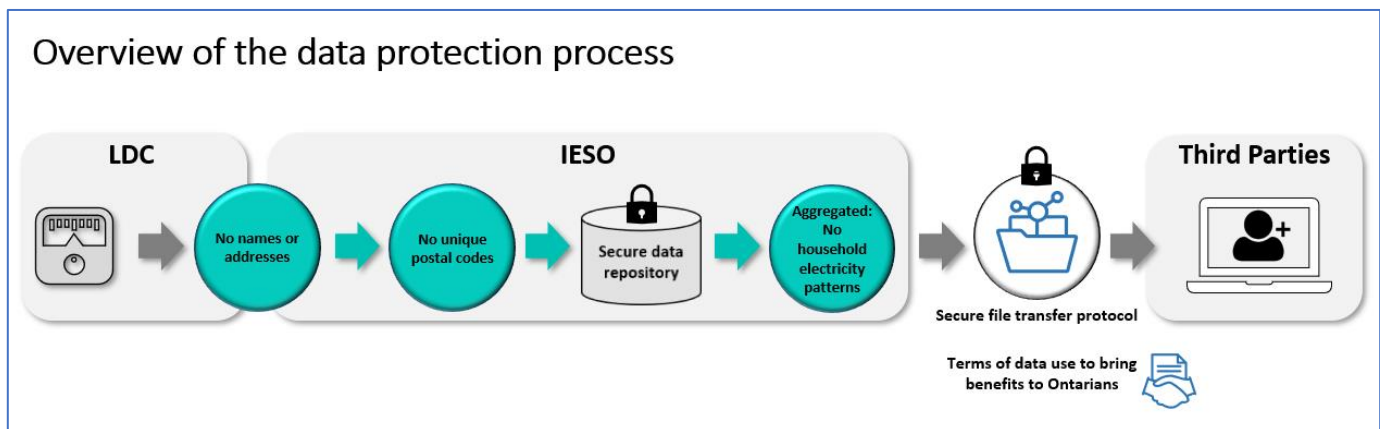 Overview of the data protection process
LDC
IESO
Third Parties
No names or
addresses
No unique
postal codes
Secure data
repository
Aggregated:
No
household
electricity
patterns
Secure file transfer protocol
Terms of data use to bring
benefits to Ontarians